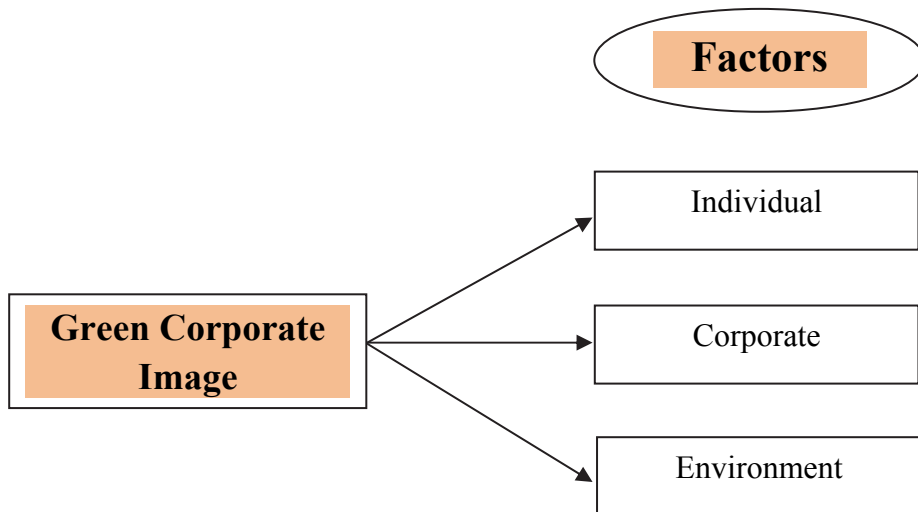 Factors
Individual
Green Corporate
Image
Corporate
Environment